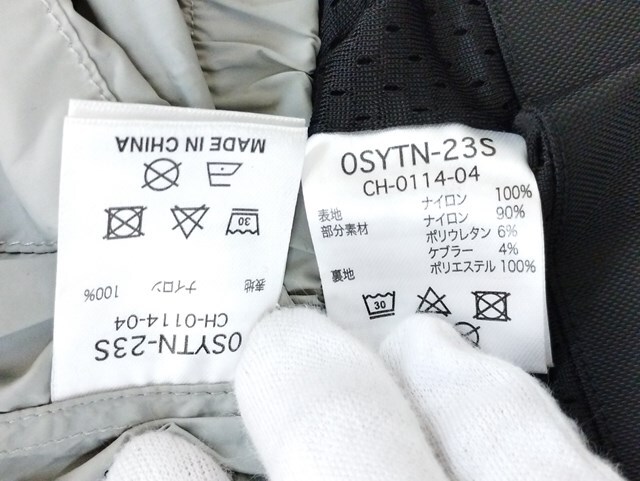 0SYTN-23S
CH-0114-04
表地 ナイロン 100%
MADE IN CHINA
30
0SYTN-23S
CH-0114-04
表地 ナイロン 100%
部分素材 ナイロン 90%
ポリウレタン 6%
ケブラー 4%
裏地 ポリエステル 100%
30